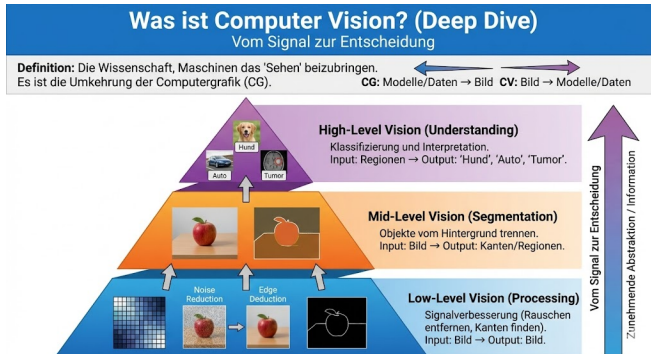 Was ist Computer Vision? (Deep Dive)
Vom Signal zur Entscheidung
Definition: Die Wissenschaft, Maschinen das 'Sehen' beizubringen.
Es ist die Umkehrung der Computergrafik (CG).
CG: Modelle/Daten → Bild CV: Bild → Modelle/Daten
Hund
Auto
Tumor
High-Level Vision (Understanding)
Klassifizierung und Interpretation.
Input: Regionen → Output: 'Hund', 'Auto', 'Tumor'.
Mid-Level Vision (Segmentation)
Objekte vom Hintergrund trennen.
Input: Bild → Output: Kanten/Regionen.
Noise
Reduction
Edge
Deduction
Low-Level Vision (Processing)
Signalverbesserung (Rauschen
entfernen, Kanten finden).
Input: Bild → Output: Bild.
Vom Signal zur Entscheidung
Zunehmende Abstraktion / Information